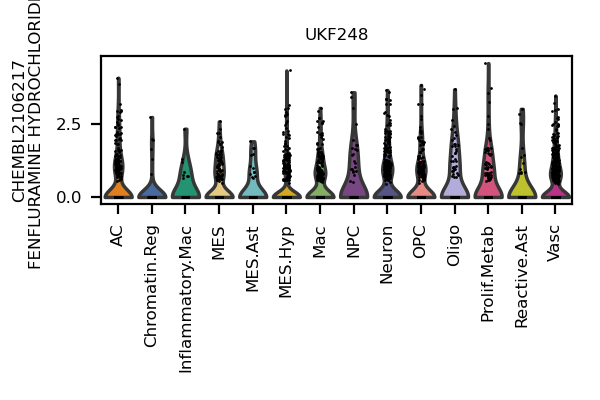 UKF248
CHEMBL2106217
FENFLURAMINE HYDROCHLORID
2.5
0.0
AC
Chromatin.Reg
Inflammatory.Mac
MES
MES.Ast
MES.Hyp
Mac
NPC
Neuron
OPC
Oligo
Prolif.Metab
Reactive.Ast
Vasc